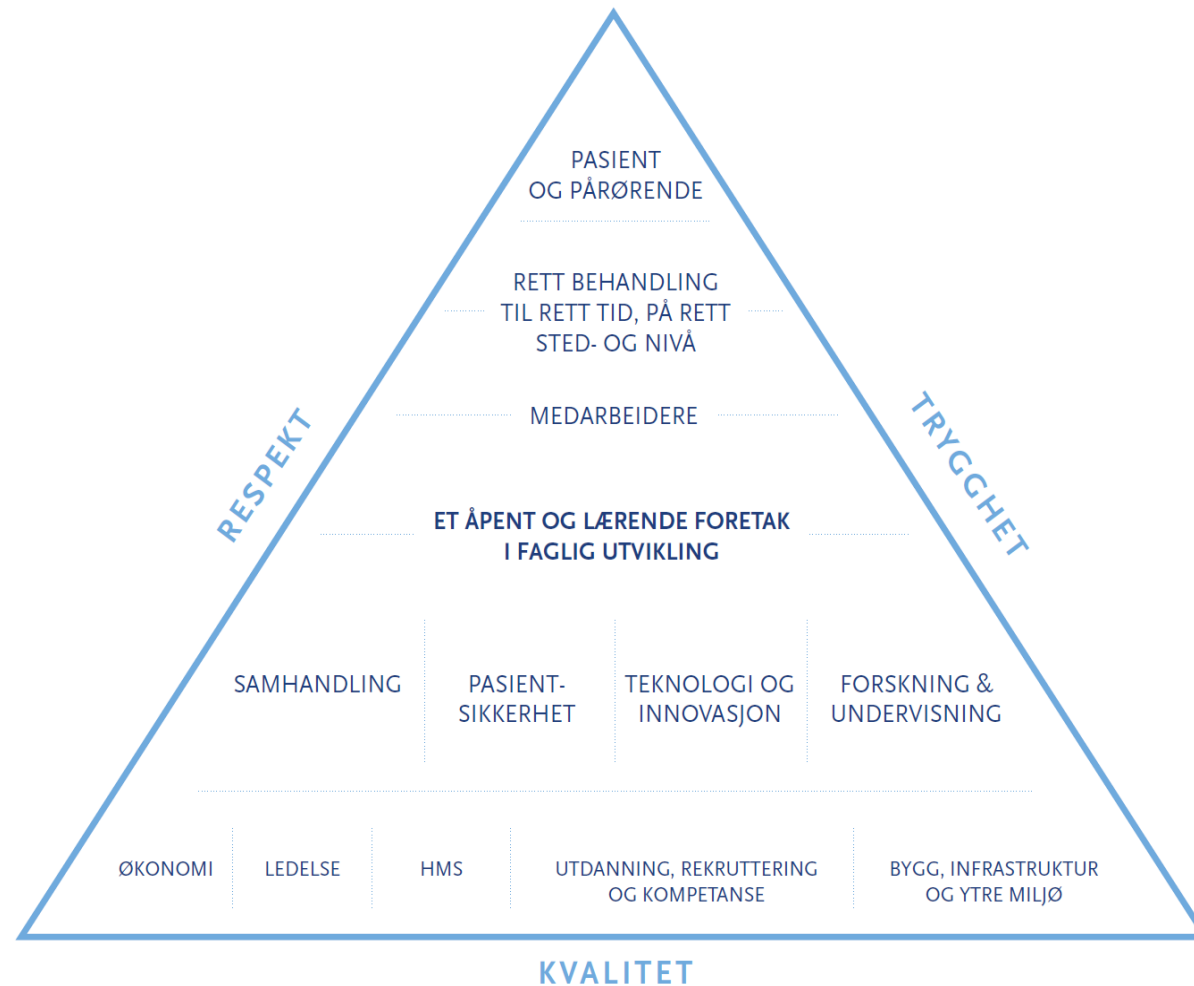 PASIENT
OG PÅRØRENDE
RETT BEHANDLING
TIL RETT TID, PÅ RETT
STED- OG NIVÅ
MEDARBEIDERE
RESPEKT
TRYGGHET
ET ÅPENT OG LÆRENDE FORETAK
I FAGLIG UTVIKLING
SAMHANDLING
PASIENT-
SIKKERHET
TEKNOLOGI OG
INNOVASJON
FORSKNING &
UNDERVISNING
ØKONOMI
LEDELSE
HMS
UTDANNING, REKRUTTERING
OG KOMPETANSE
BYGG, INFRASTRUKTUR
OG YTRE MILJØ
KVALITET